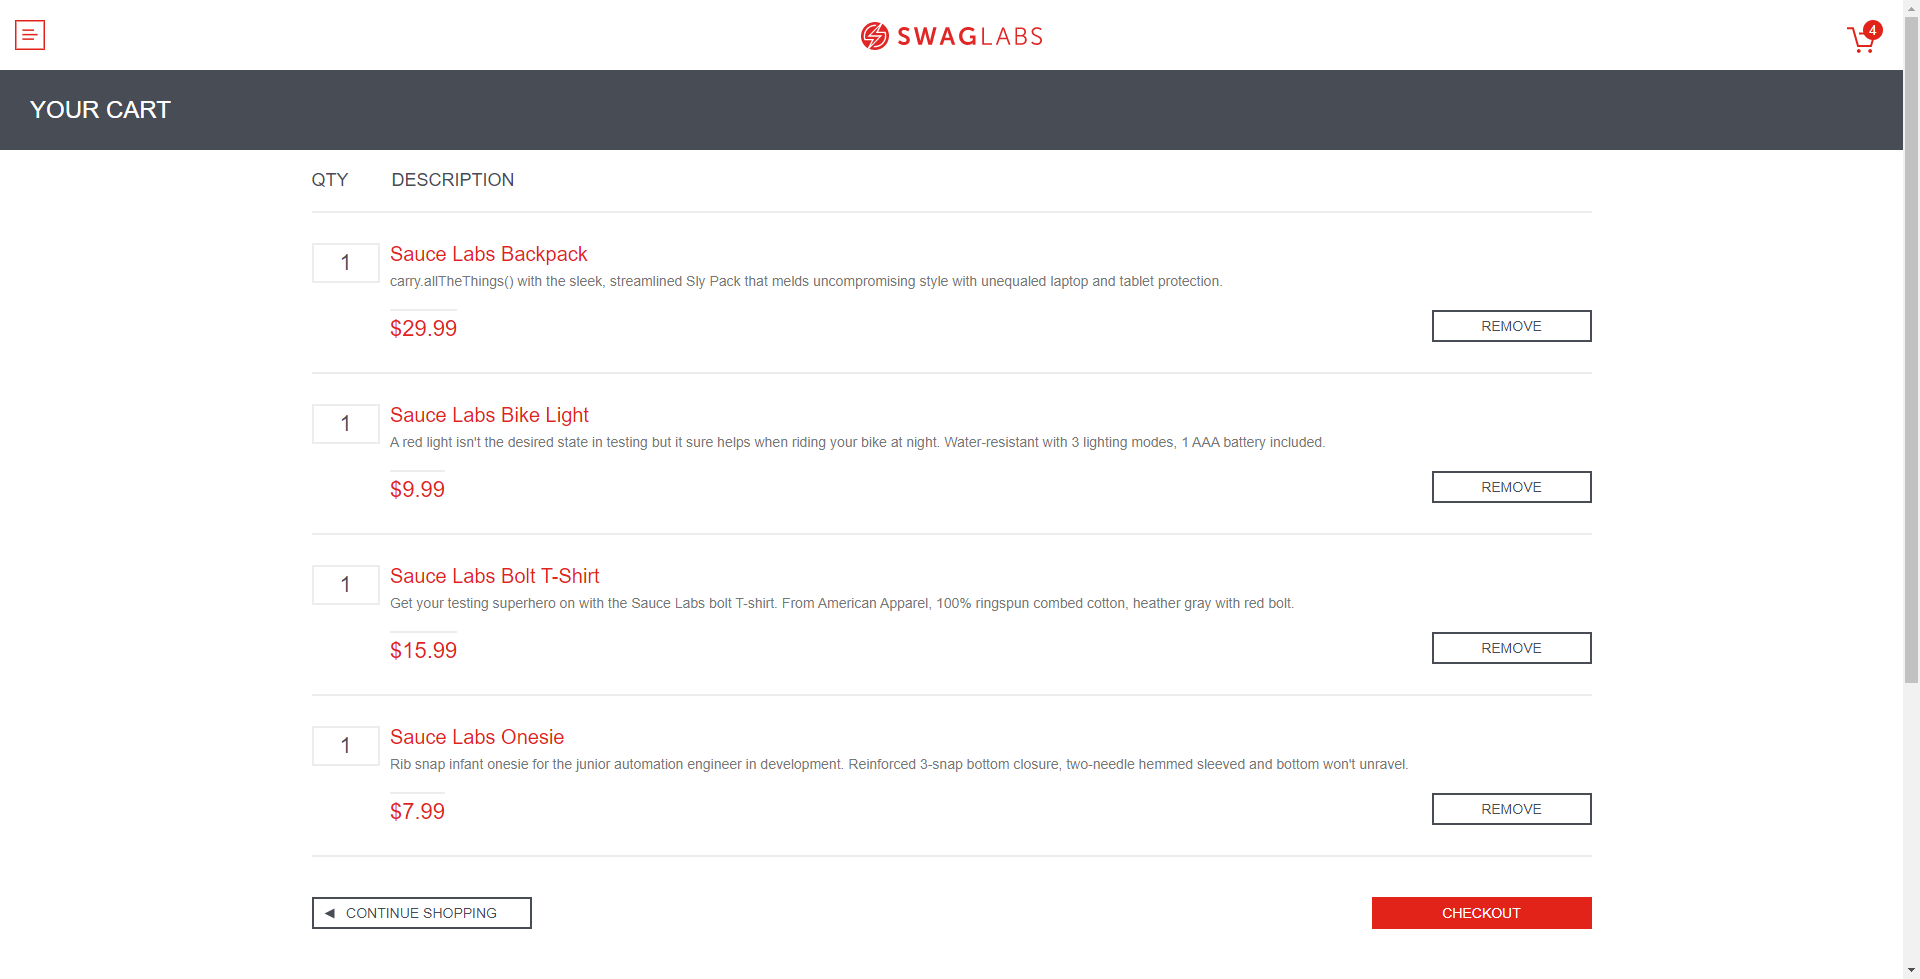 SWAGLABS
4
YOUR CART
QTY DESCRIPTION
1 Sauce Labs Backpack
carry.allTheThings() with the sleek, streamlined Sly Pack that melds uncompromising style with unequaled laptop and tablet protection.
$29.99 REMOVE
1 Sauce Labs Bike Light
A red light isn't the desired state in testing but it sure helps when riding your bike at night. Water-resistant with 3 lighting modes, 1 AAA battery included.
$9.99 REMOVE
1 Sauce Labs Bolt T-Shirt
Get your testing superhero on with the Sauce Labs bolt T-shirt. From American Apparel, 100% ringspun combed cotton, heather gray with red bolt.
$15.99 REMOVE
1 Sauce Labs Onesie
Rib snap infant onesie for the junior automation engineer in development. Reinforced 3-snap bottom closure, two-needle hemmed sleeved and bottom won't unravel.
$7.99 REMOVE
CONTINUE SHOPPING CHECKOUT